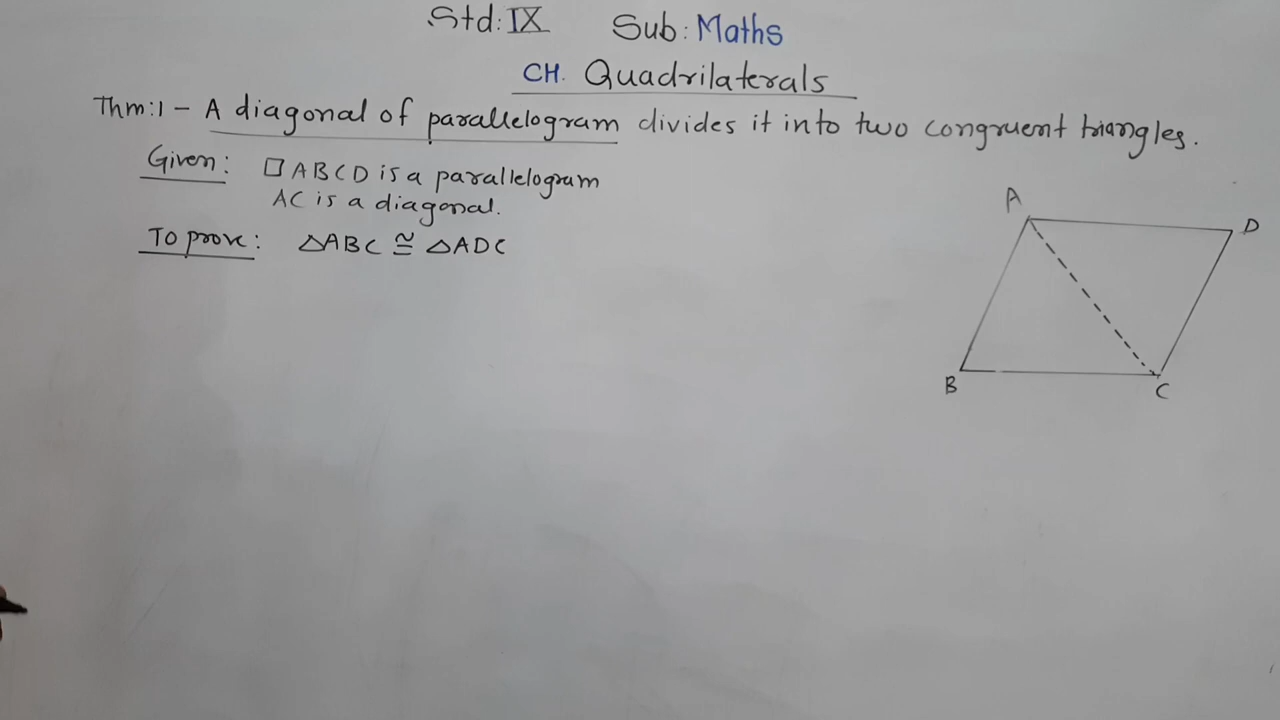 Std: IX Sub: Maths
CH. Quadrilaterals
Thm:1 - A diagonal of parallelogram divides it into two congruent triangles.
Given: □ABCD is a parallelogram
AC is a diagonal.
To prove: △ABC ≅ △ADC
A
D
B
C